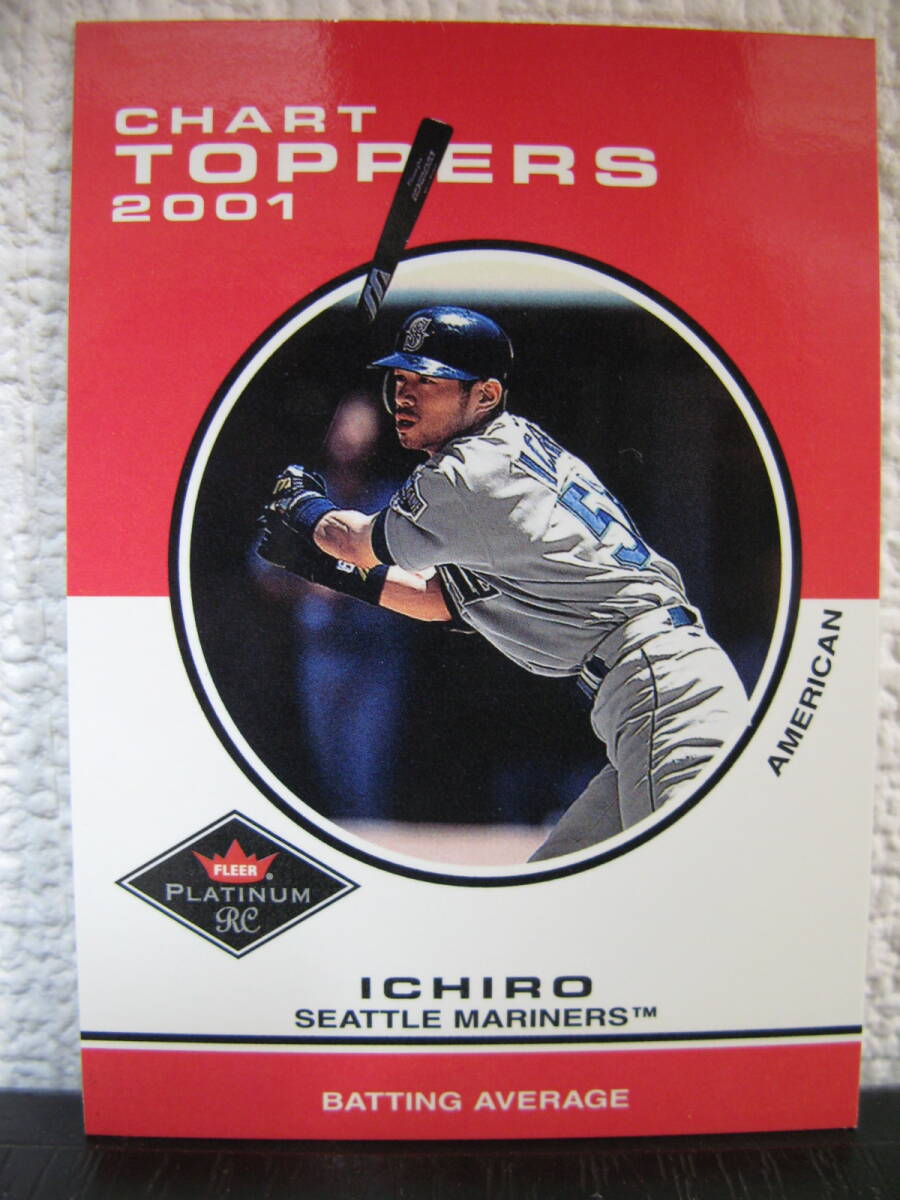 CHART
TOPPERS
2001
AMERICAN
FLEER®
PLATINUM
RC
ICHIRO
SEATTLE MARINERS™
BATTING AVERAGE